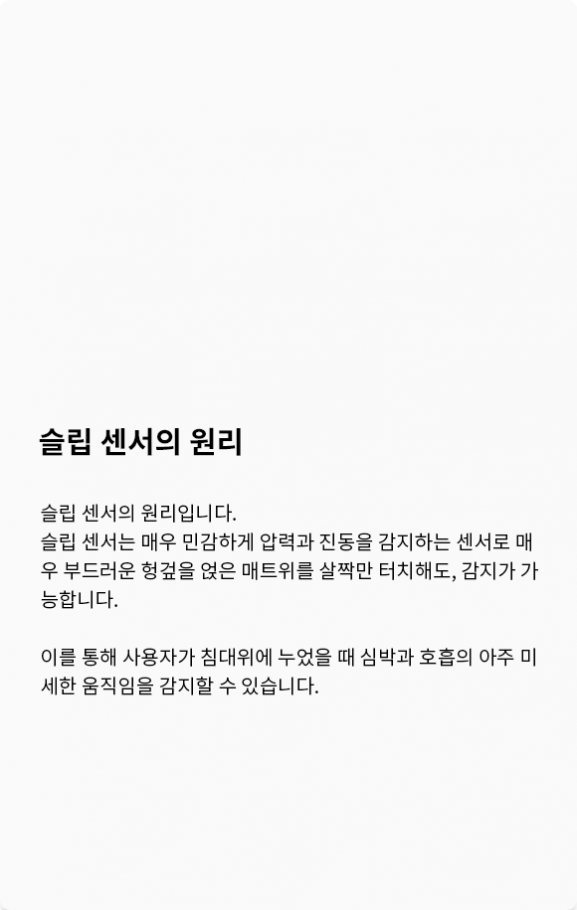 슬립 센서의 원리
슬립 센서의 원리입니다.
슬립 센서는 매우 민감하게 압력과 진동을 감지하는 센서로 매
우 부드러운 헝겊을 얹은 매트위를 살짝만 터치해도, 감지가 가
능합니다.
이를 통해 사용자가 침대위에 누었을 때 심박과 호흡의 아주 미
세한 움직임을 감지할 수 있습니다.